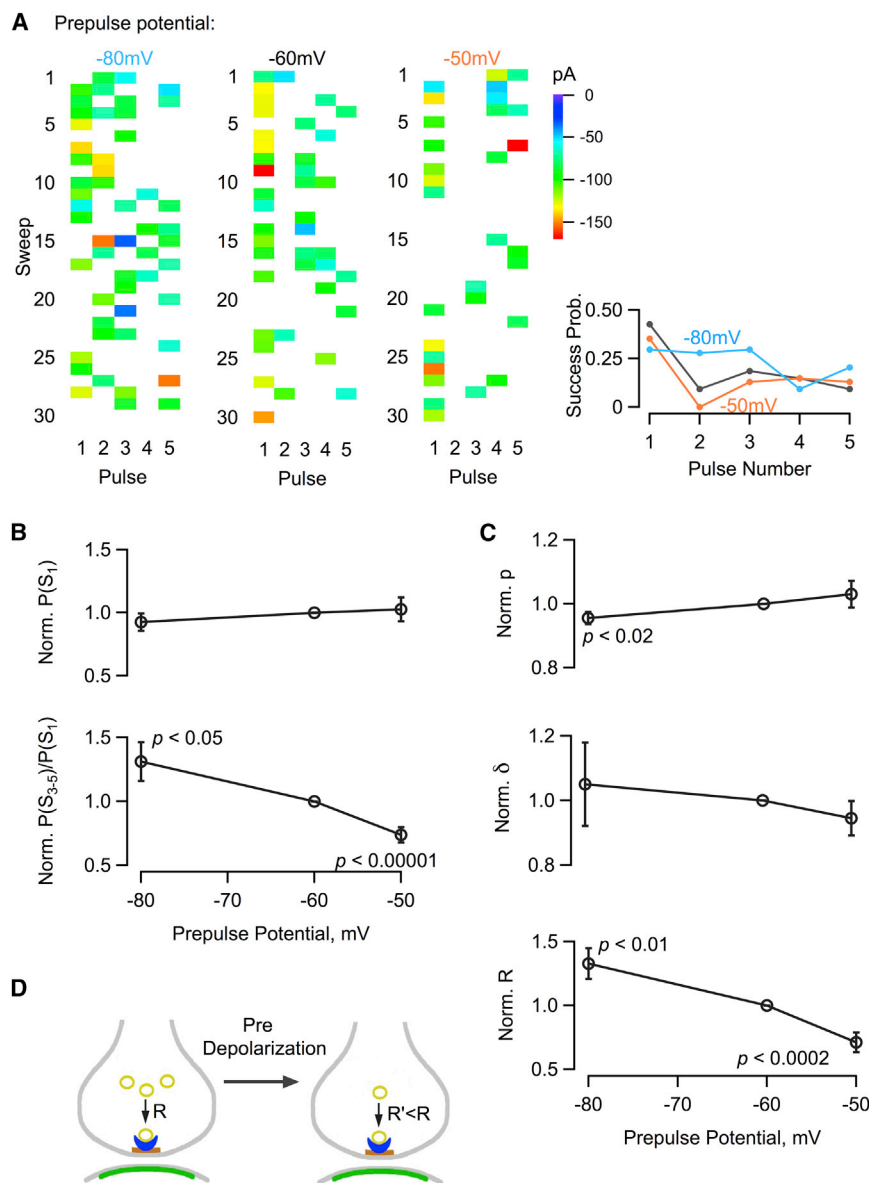 A Prepulse potential:
-80mV -60mV -50mV
pA
1 1 1
5 5 5
10 10 10
15 15 15
20 20 20
25 25 25
30 30 30
Sweep
1 2 3 4 5 1 2 3 4 5 1 2 3 4 5
Pulse Pulse Pulse
0
-50
-100
-150
Success Prob.
0.50
0.25
0
-80mV
-50mV
1 2 3 4 5
Pulse Number
B
Norm. P(S1)
1.5
1.0
0.5
Norm. P(S3-5)/P(S1)
1.5
1.0
0.5
p < 0.05
p < 0.00001
-80 -70 -60 -50
Prepulse Potential, mV
C
Norm. p
1.2
1.0
0.8
p < 0.02
Norm. δ
1.2
1.0
0.8
Norm. R
1.5
1.0
0.5
p < 0.01
p < 0.0002
-80 -70 -60 -50
Prepulse Potential, mV
D
Pre
Depolarization
R
R'<R